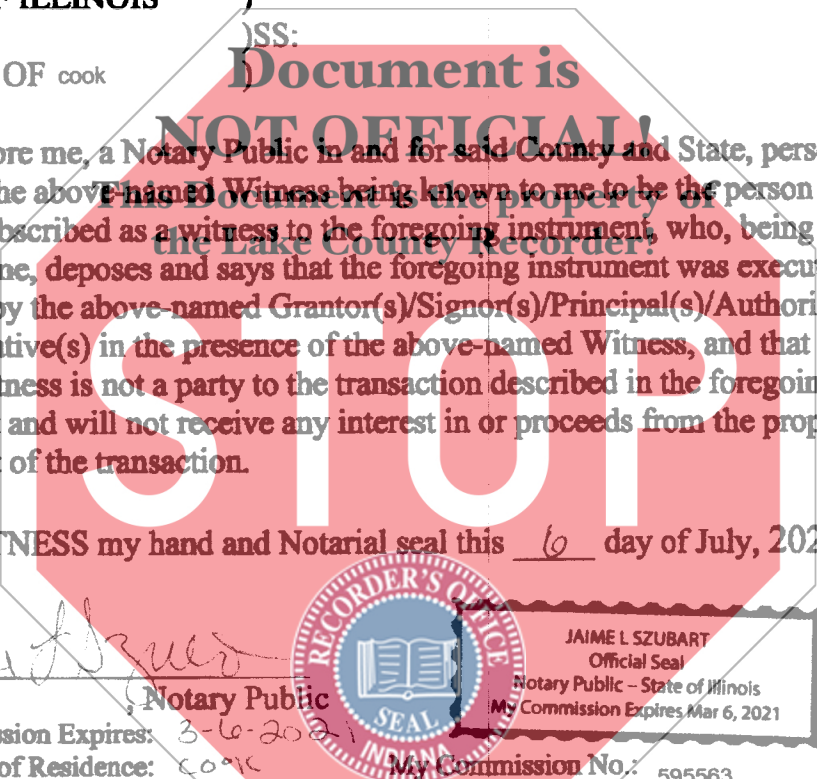 ILLINOIS )
)SS:
OF cook )
Document is
NOT OFFICIAL!
This Document is the property of
the Lake County Recorder!
ore me, a Notary Public in and for said County and State, pers
he above-named Witness being known to me to be the person
bscribed as a witness to the foregoing instrument, who, being
ne, deposes and says that the foregoing instrument was execu
by the above-named Grantor(s)/Signor(s)/Principal(s)/Authori
tive(s) in the presence of the above-named Witness, and that
tness is not a party to the transaction described in the foregoin
and will not receive any interest in or proceeds from the prop
of the transaction.
STOP
TNESS my hand and Notarial seal this 6 day of July, 202
RECORDER'S OFFICE
SEAL
INDIANA
JAIME L SZUBART
Official Seal
Notary Public – State of Illinois
My Commission Expires Mar 6, 2021
, Notary Public
ssion Expires: 3-6-2021
of Residence: cook
My Commission No.: 595563